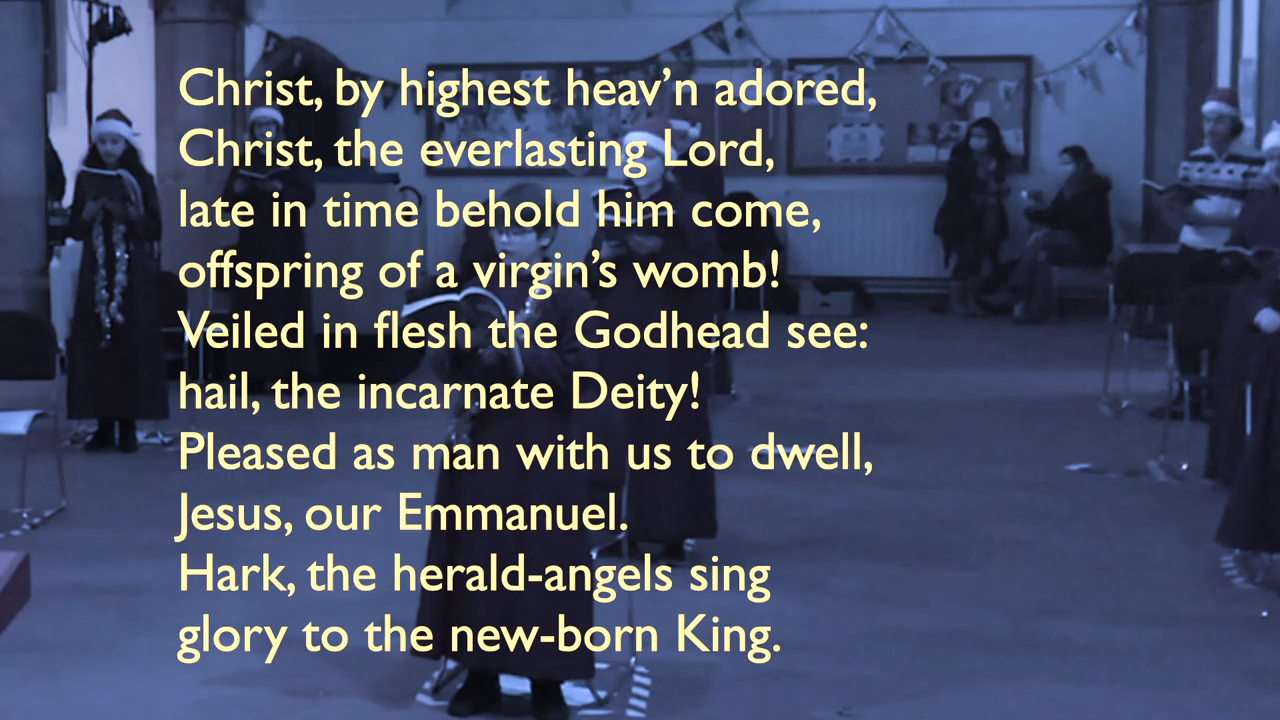 Christ, by highest heav’n adored,
Christ, the everlasting Lord,
late in time behold him come,
offspring of a virgin’s womb!
Veiled in flesh the Godhead see:
hail, the incarnate Deity!
Pleased as man with us to dwell,
Jesus, our Emmanuel.
Hark, the herald-angels sing
glory to the new-born King.